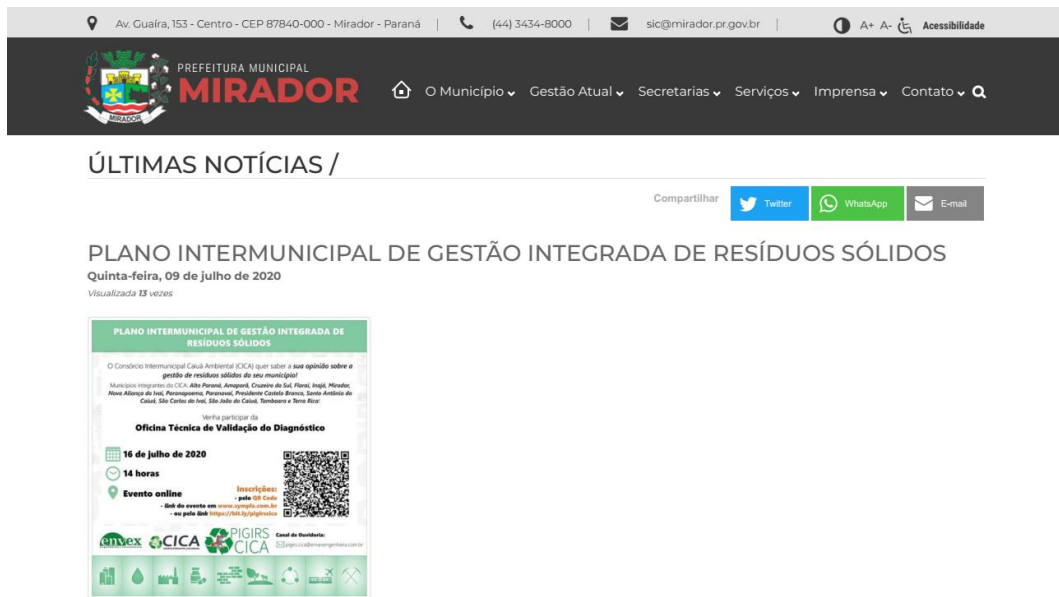 Av. Guaíra, 153 - Centro - CEP 87840-000 - Mirador - Paraná | (44) 3434-8000 | sic@mirador.pr.gov.br | A+ A- Acessibilidade
PREFEITURA MUNICIPAL
MIRADOR
MIRADOR
O Município Gestão Atual Secretarias Serviços Imprensa Contato
ÚLTIMAS NOTÍCIAS /
Compartilhar Twitter WhatsApp E-mail
PLANO INTERMUNICIPAL DE GESTÃO INTEGRADA DE RESÍDUOS SÓLIDOS
Quinta-feira, 09 de julho de 2020
Visualizada 13 vezes
PLANO INTERMUNICIPAL DE GESTÃO INTEGRADA DE
RESÍDUOS SÓLIDOS
O Consórcio Intermunicipal Caiuá Ambiental (CICA) quer saber a sua opinião sobre a
gestão de resíduos sólidos do seu município!
Municípios integrantes do CICA: Alto Paraná, Amaporã, Cruzeiro do Sul, Floraí, Inajá, Mirador,
Nova Aliança do Ivaí, Paranapoema, Paranavaí, Presidente Castelo Branco, Santo Antônio do
Caiuá, São Carlos do Ivaí, São João do Caiuá, Tamboara e Terra Rica!
Venha participar da
Oficina Técnica de Validação do Diagnóstico
16 de julho de 2020
14 horas
Evento online
Inscrições:
- pelo QR Code
- link do evento em www.sympla.com.br
- ou pelo link https://bit.ly/pigirscica
envex CICA PIGIRS
CICA
Canal de Ouvidoria:
pigirs.cica@envexengenharia.com.br